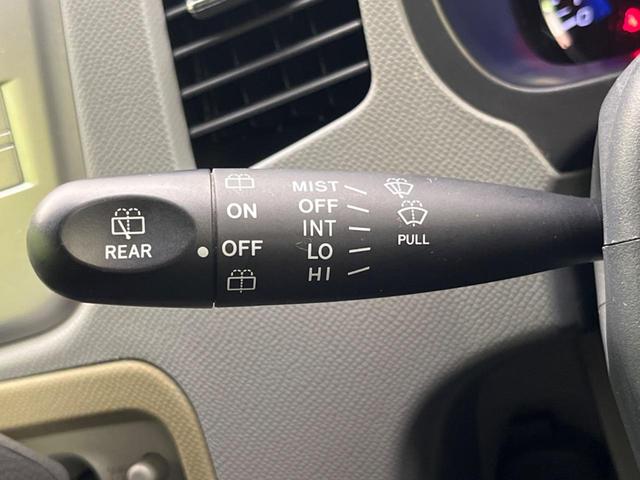 REAR
ON
OFF
MIST
OFF
INT
LO
HI
PULL